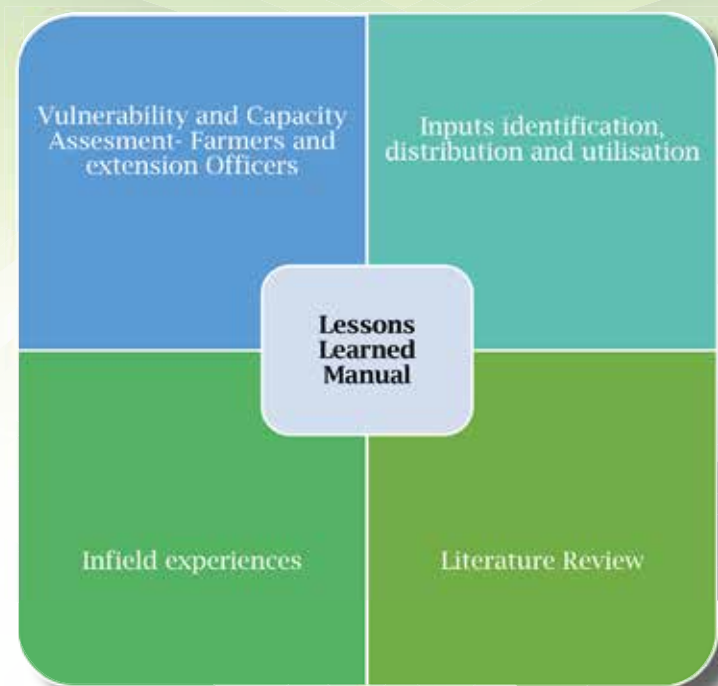 Vulnerability and Capacity
Assesment- Farmers and
extension Officers
Inputs identification,
distribution and utilisation
Lessons
Learned
Manual
Infield experiences
Literature Review